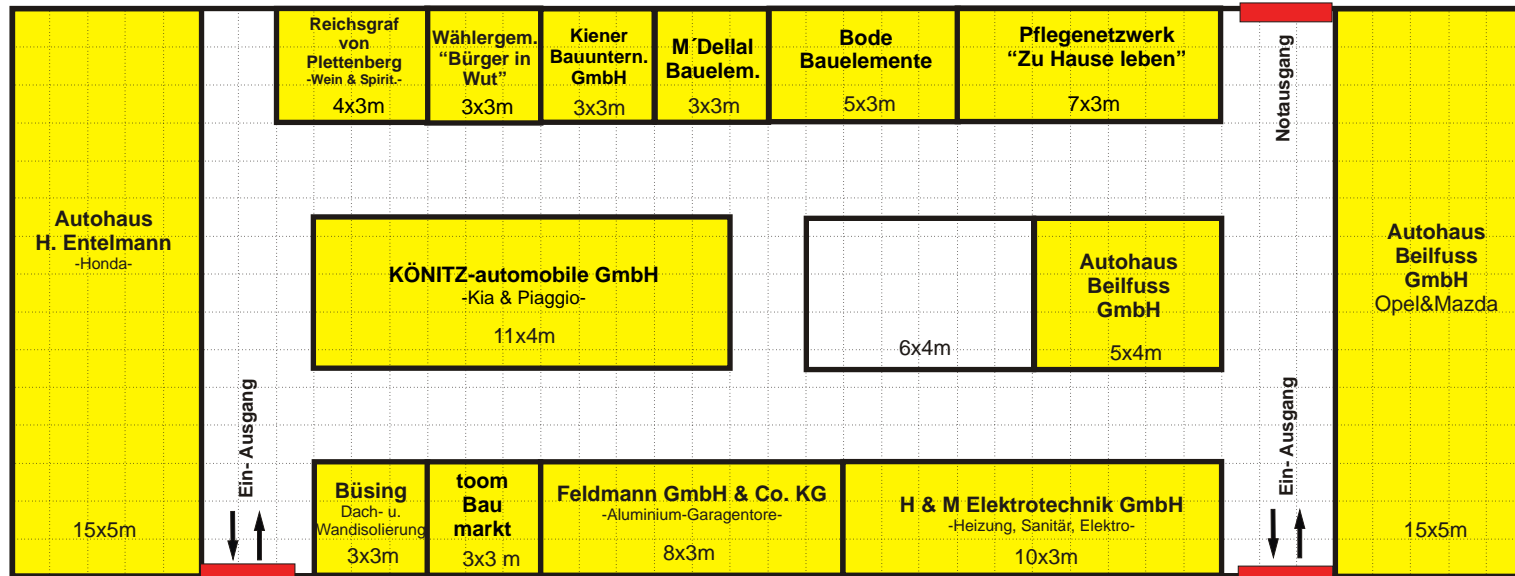 Reichsgraf
von
Plettenberg
-Wein & Spirit.-
4x3m
Wählergem.
“Bürger in
Wut”
3x3m
Kiener
Bauuntern.
GmbH
3x3m
M´Dellal
Bauelem.
3x3m
Bode
Bauelemente
5x3m
Pflegenetzwerk
“Zu Hause leben”
7x3m
Notausgang
Autohaus
H. Entelmann
-Honda-
15x5m
KÖNITZ-automobile GmbH
-Kia & Piaggio-
11x4m
6x4m
Autohaus
Beilfuss
GmbH
5x4m
Autohaus
Beilfuss
GmbH
Opel&Mazda
15x5m
Ein- Ausgang
Büsing
Dach- u.
Wandisolierung
3x3m
toom
Bau
markt
3x3 m
Feldmann GmbH & Co. KG
-Aluminium-Garagentore-
8x3m
H & M Elektrotechnik GmbH
-Heizung, Sanitär, Elektro-
10x3m
Ein- Ausgang